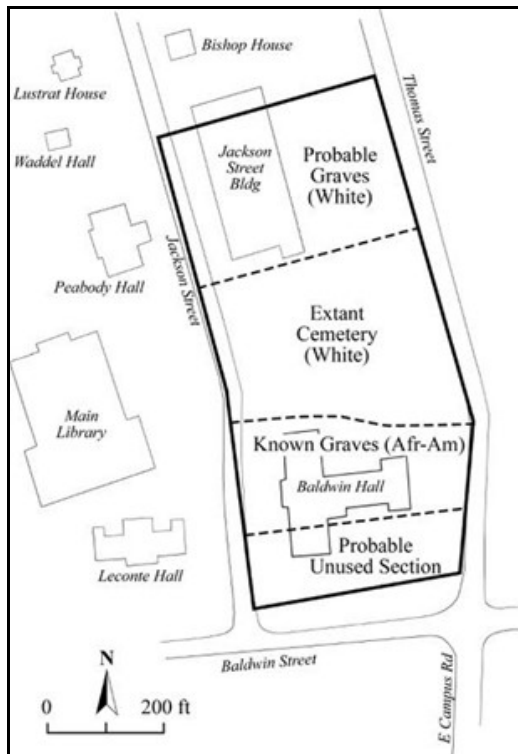 Bishop House
Lustrat House
Waddel Hall
Thomas Street
Jackson
Street
Bldg
Probable
Graves
(White)
Peabody Hall
Jackson Street
Extant
Cemetery
(White)
Main
Library
Known Graves (Afr-Am)
Baldwin Hall
Leconte Hall
Probable
Unused Section
Baldwin Street
E Campus Rd
N
0 200 ft